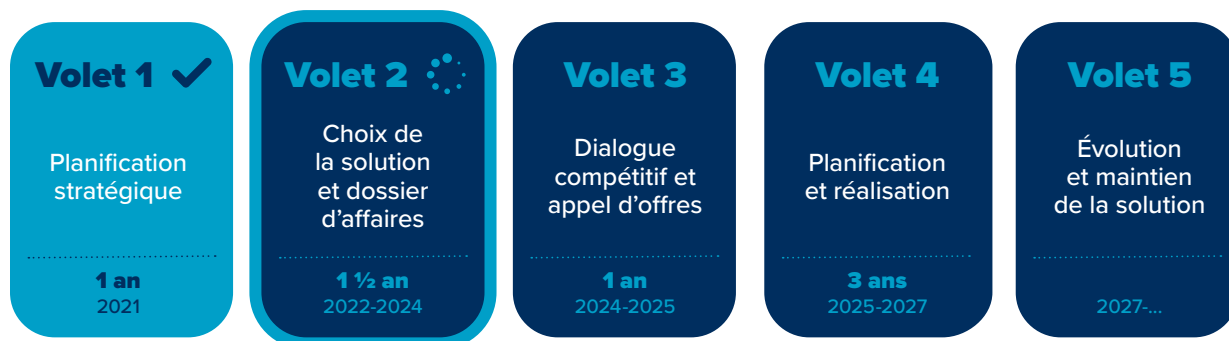 Volet 1
Planification
stratégique
1 an
2021
Volet 2
Choix de
la solution
et dossier
d'affaires
1 ½ an
2022-2024
Volet 3
Dialogue
compétitif et
appel d'offres
1 an
2024-2025
Volet 4
Planification
et réalisation
3 ans
2025-2027
Volet 5
Évolution
et maintien
de la solution
2027-...